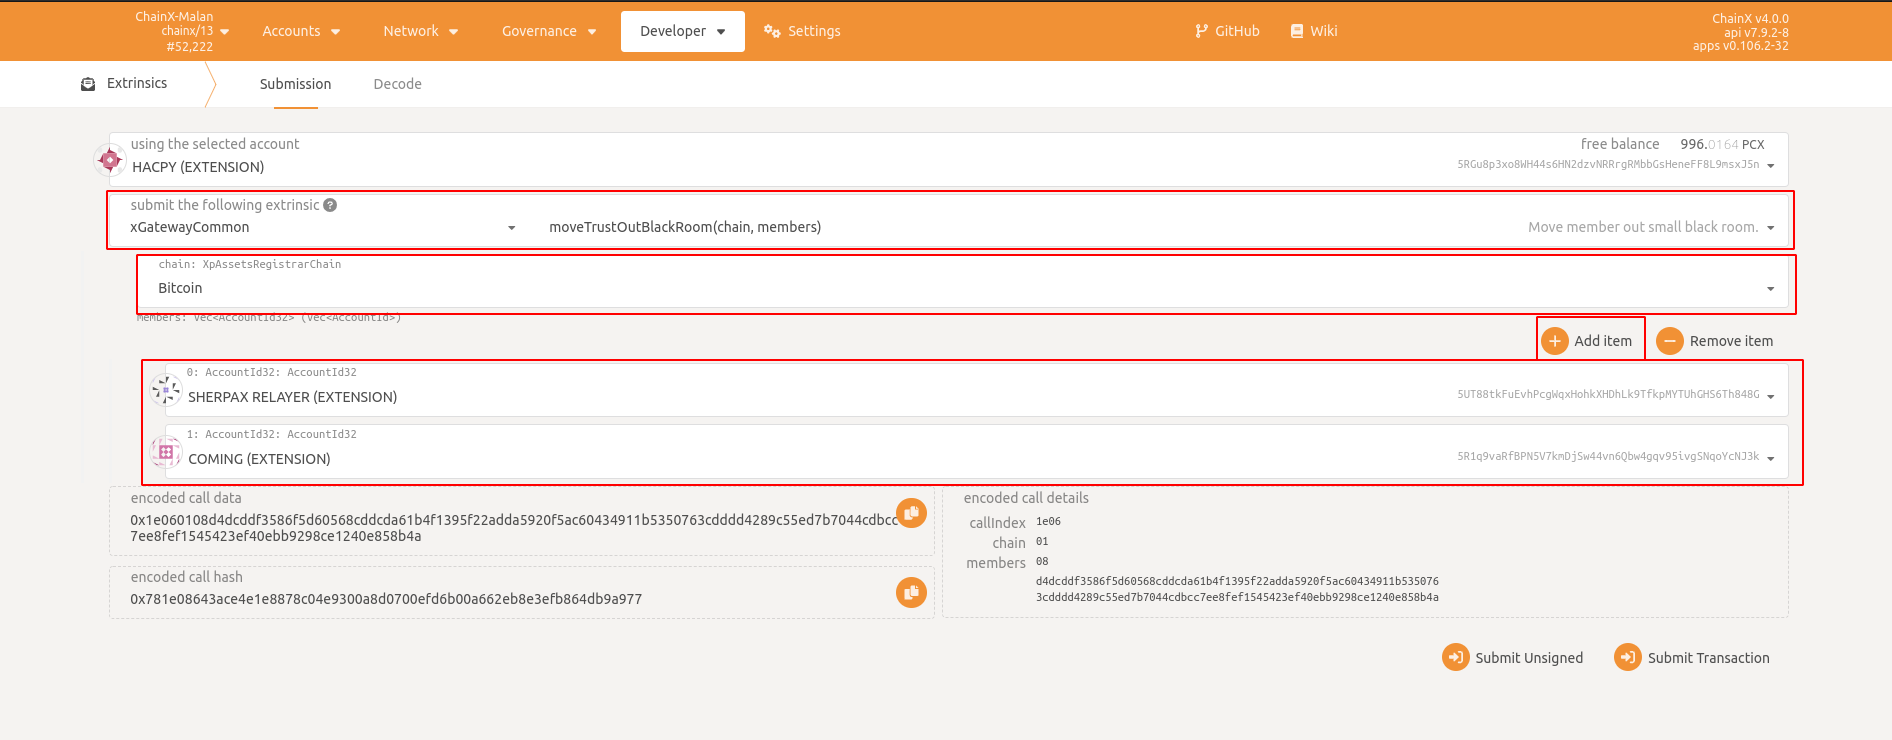 ChainX-Malan
chainx/13
#52,222
Accounts
Network
Governance
Developer
Settings
GitHub
Wiki
ChainX v4.0.0
api v7.9.2-8
apps v0.106.2-32
Extrinsics
Submission
Decode
using the selected account
HACPY (EXTENSION)
free balance 996.0164 PCX
5RGu8p3xo8WH44s6HN2dzvNRRrgRMbbGsHeneFF8L9msxJ5n
submit the following extrinsic ?
xGatewayCommon
moveTrustOutBlackRoom(chain, members)
Move member out small black room.
chain: XpAssetsRegistrarChain
Bitcoin
members: Vec<AccountId32> (Vec<AccountId>)
Add item
Remove item
0: AccountId32: AccountId32
SHERPAX RELAYER (EXTENSION)
5UT88tkFuEvhPcgWqxHohkXHDhLk9TfkpMYTUhGHS6Th848G
1: AccountId32: AccountId32
COMING (EXTENSION)
5R1q9vaRfBPN5V7kmDjSw44vn6Qbw4gqv95ivgSNqoYcNJ3k
encoded call data
0x1e060108d4dcddf3586f5d60568cddcda61b4f1395f22adda5920f5ac60434911b5350763cdddd4289c55ed7b7044cdbcc
7ee8fef1545423ef40ebb9298ce1240e858b4a
encoded call hash
0x781e08643ace4e1e8878c04e9300a8d0700efd6b00a662eb8e3efb864db9a977
encoded call details
callIndex 1e06
chain 01
members 08
d4dcddf3586f5d60568cddcda61b4f1395f22adda5920f5ac60434911b535076
3cdddd4289c55ed7b7044cdbcc7ee8fef1545423ef40ebb9298ce1240e858b4a
Submit Unsigned
Submit Transaction